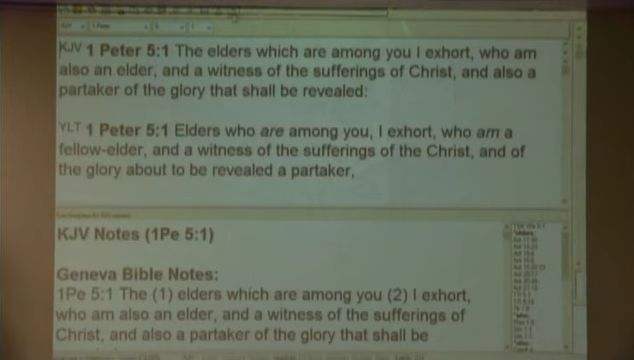 KJV 1 Peter 5:1 The elders which are among you I exhort, who am
also an elder, and a witness of the sufferings of Christ, and also a
partaker of the glory that shall be revealed:
YLT 1 Peter 5:1 Elders who are among you, I exhort, who am a
fellow-elder, and a witness of the sufferings of the Christ, and of
the glory about to be revealed a partaker,
KJV Notes (1Pe 5:1)
Geneva Bible Notes:
1Pe 5:1 The (1) elders which are among you (2) I exhort,
who am also an elder, and a witness of the sufferings of
Christ, and also a partaker of the glory that shall be